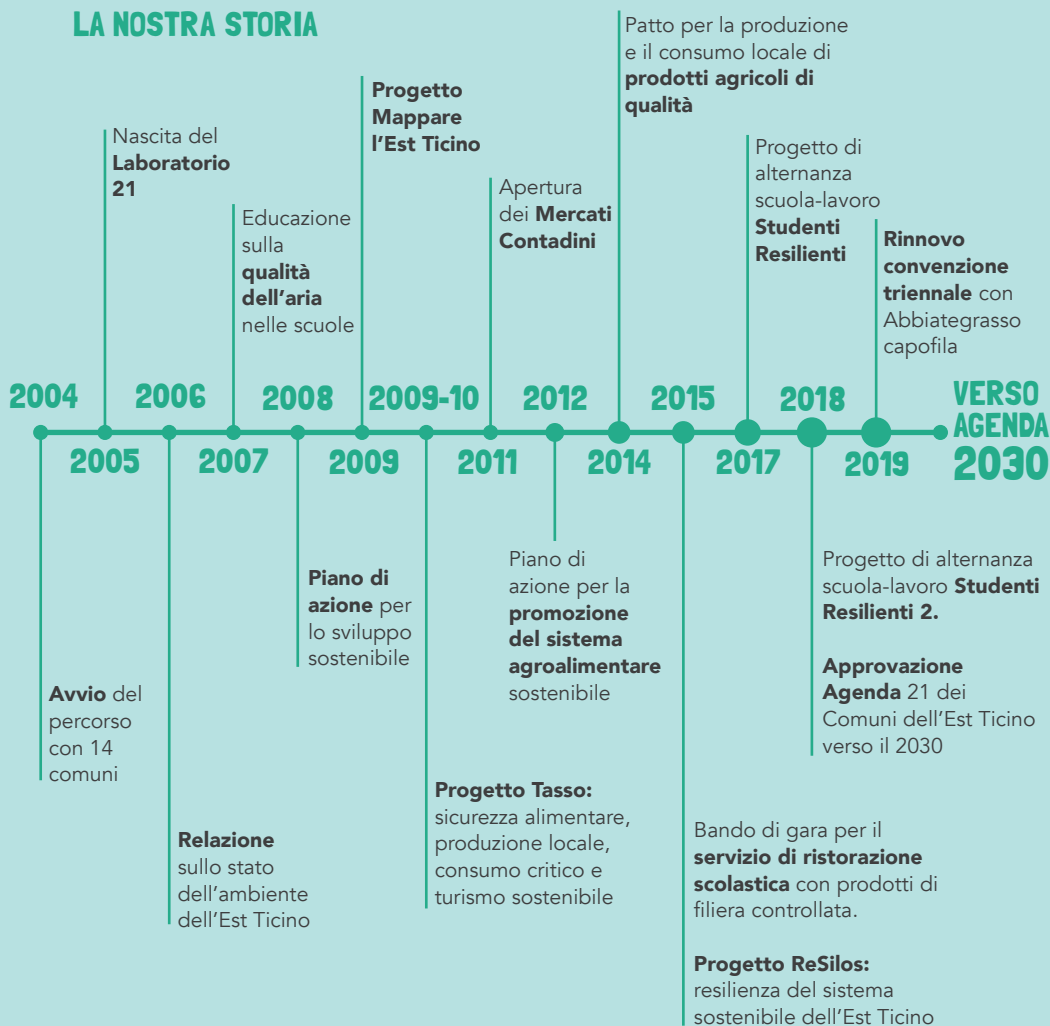 LA NOSTRA STORIA
Nascita del
Laboratorio
21
Educazione
sulla
qualità
dell'aria
nelle scuole
Progetto
Mappare
l'Est Ticino
Apertura
dei Mercati
Contadini
Patto per la produzione
e il consumo locale di
prodotti agricoli di
qualità
Progetto di
alternanza
scuola-lavoro
Studenti
Resilienti
Rinnovo
convenzione
triennale con
Abbiategrasso
capofila
2004 2006 2008 2009-10 2012 2015 2018
2005 2007 2009 2011 2014 2017 2019
VERSO
AGENDA
2030
Avvio del
percorso
con 14
comuni
Relazione
sullo stato
dell'ambiente
dell'Est Ticino
Piano di
azione per
lo sviluppo
sostenibile
Progetto Tasso:
sicurezza alimentare,
produzione locale,
consumo critico e
turismo sostenibile
Piano di
azione per la
promozione
del sistema
agroalimentare
sostenibile
Bando di gara per il
servizio di ristorazione
scolastica con prodotti di
filiera controllata.
Progetto ReSilos:
resilienza del sistema
sostenibile dell'Est Ticino
Progetto di alternanza
scuola-lavoro Studenti
Resilienti 2.
Approvazione
Agenda 21 dei
Comuni dell'Est Ticino
verso il 2030